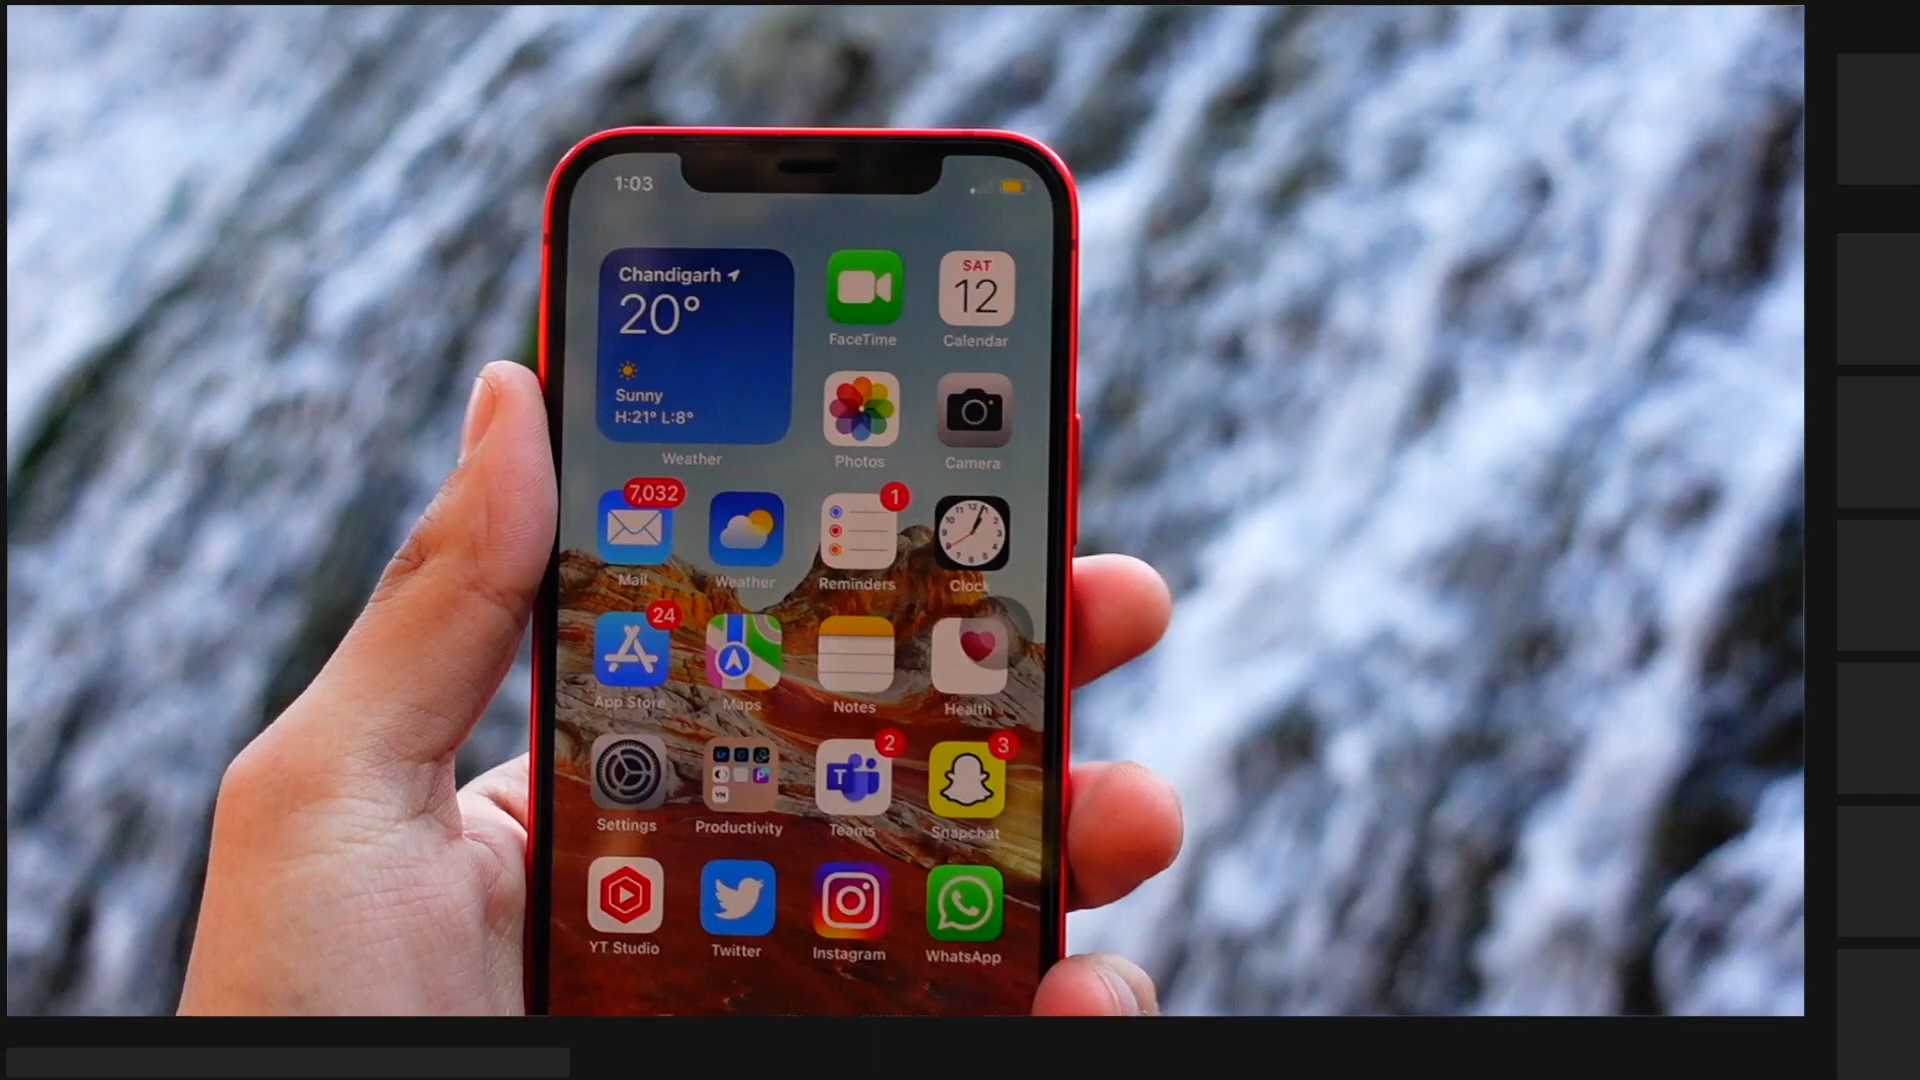 1:03
Chandigarh
20°
Sunny
H:21° L:8°
Weather
FaceTime
SAT
12
Calendar
Photos
Camera
7,032
Mail
Weather
1
Reminders
Clock
24
App Store
Maps
Notes
Health
Settings
Productivity
2
Teams
3
Snapchat
YT Studio
Twitter
Instagram
WhatsApp